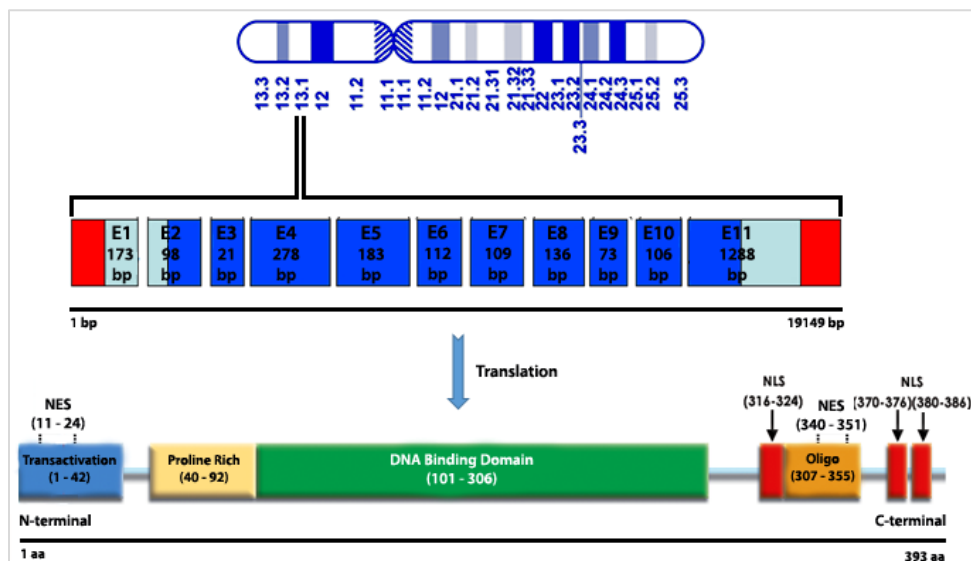 13.3
13.2
13.1
12
11.2
11.1
11.1
11.2
12
21.1
21.2
21.31
21.32
21.33
22
23.1
23.2
23.3
24.1
24.2
24.3
25.1
25.2
25.3
E1
173
bp
E2
98
bp
E3
21
bp
E4
278
bp
E5
183
bp
E6
112
bp
E7
109
bp
E8
136
bp
E9
73
bp
E10
106
bp
E11
1288
bp
1 bp
19149 bp
Translation
NES
(11 - 24)
NLS
(316-324)
NES
(340 - 351)
NLS
(370-376)(380-386)
Transactivation
(1 - 42)
Proline Rich
(40 - 92)
DNA Binding Domain
(101 - 306)
Oligo
(307 - 355)
N-terminal
C-terminal
1 aa
393 aa